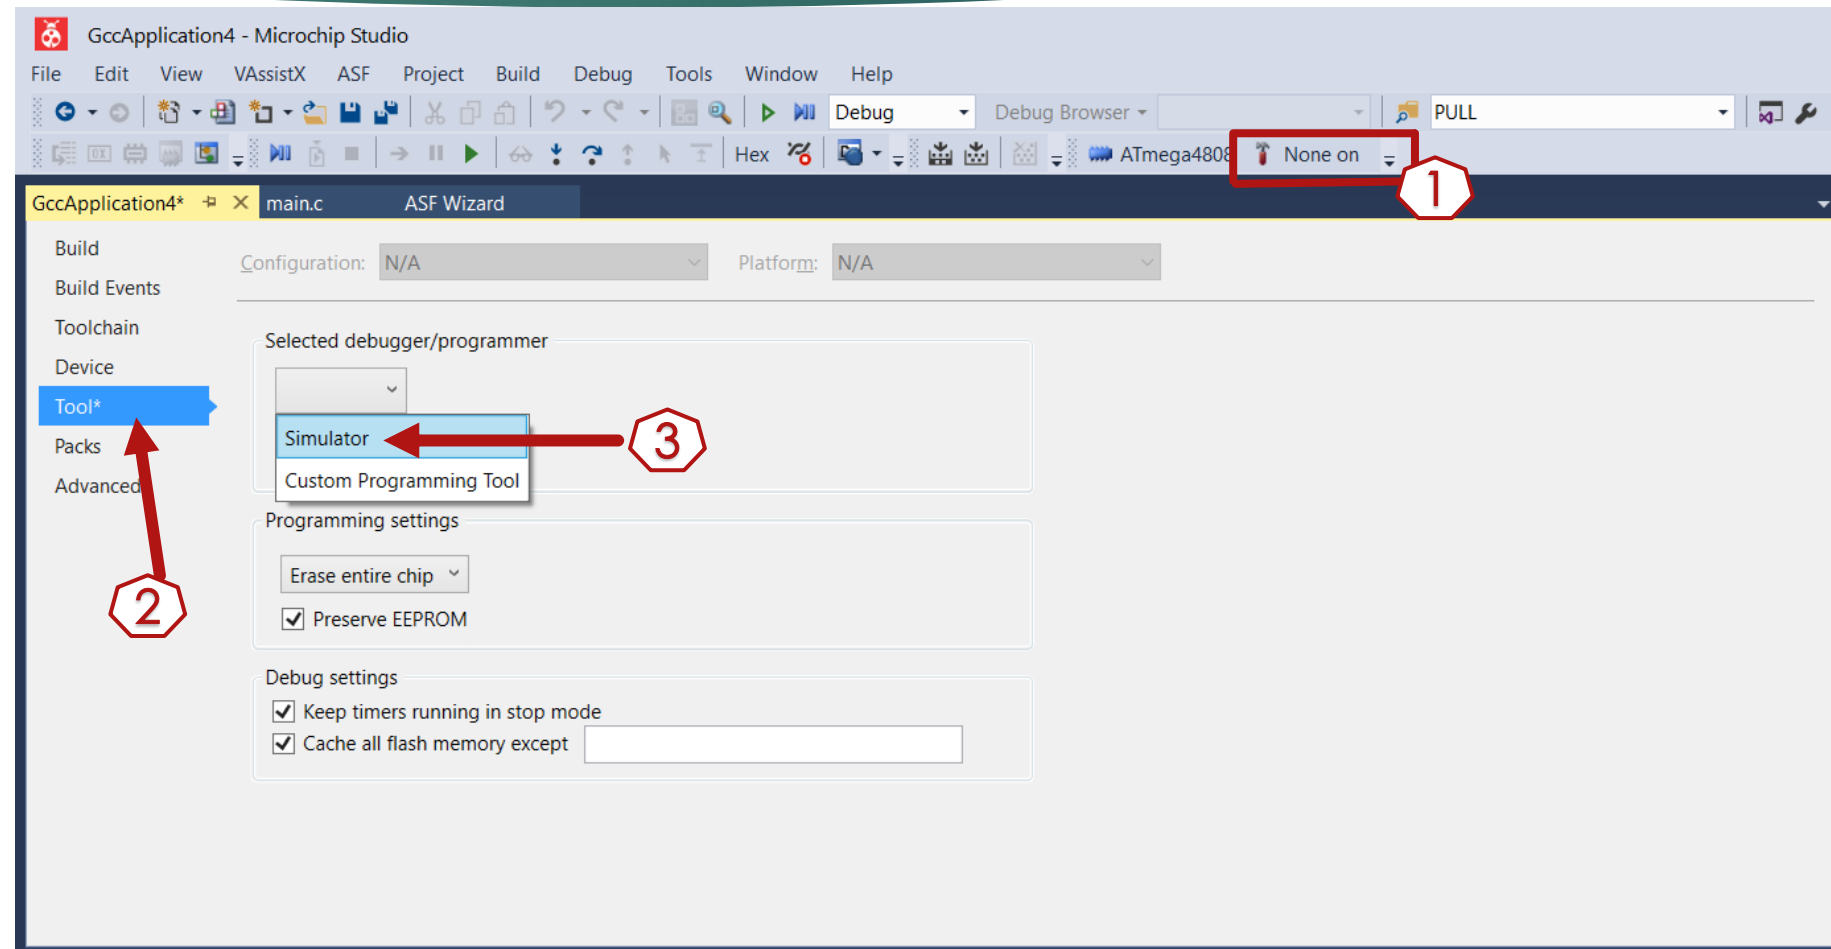 GccApplication4 - Microchip Studio
File Edit View VAssistX ASF Project Build Debug Tools Window Help
Debug Debug Browser PULL
Hex ATmega4808 None on
1
GccApplication4* main.c ASF Wizard
Build
Configuration: N/A Platform: N/A
Build Events
Toolchain
Selected debugger/programmer
Device
Tool*
Simulator
3
Packs
Custom Programming Tool
Advanced
Programming settings
Erase entire chip
2
Preserve EEPROM
Debug settings
Keep timers running in stop mode
Cache all flash memory except